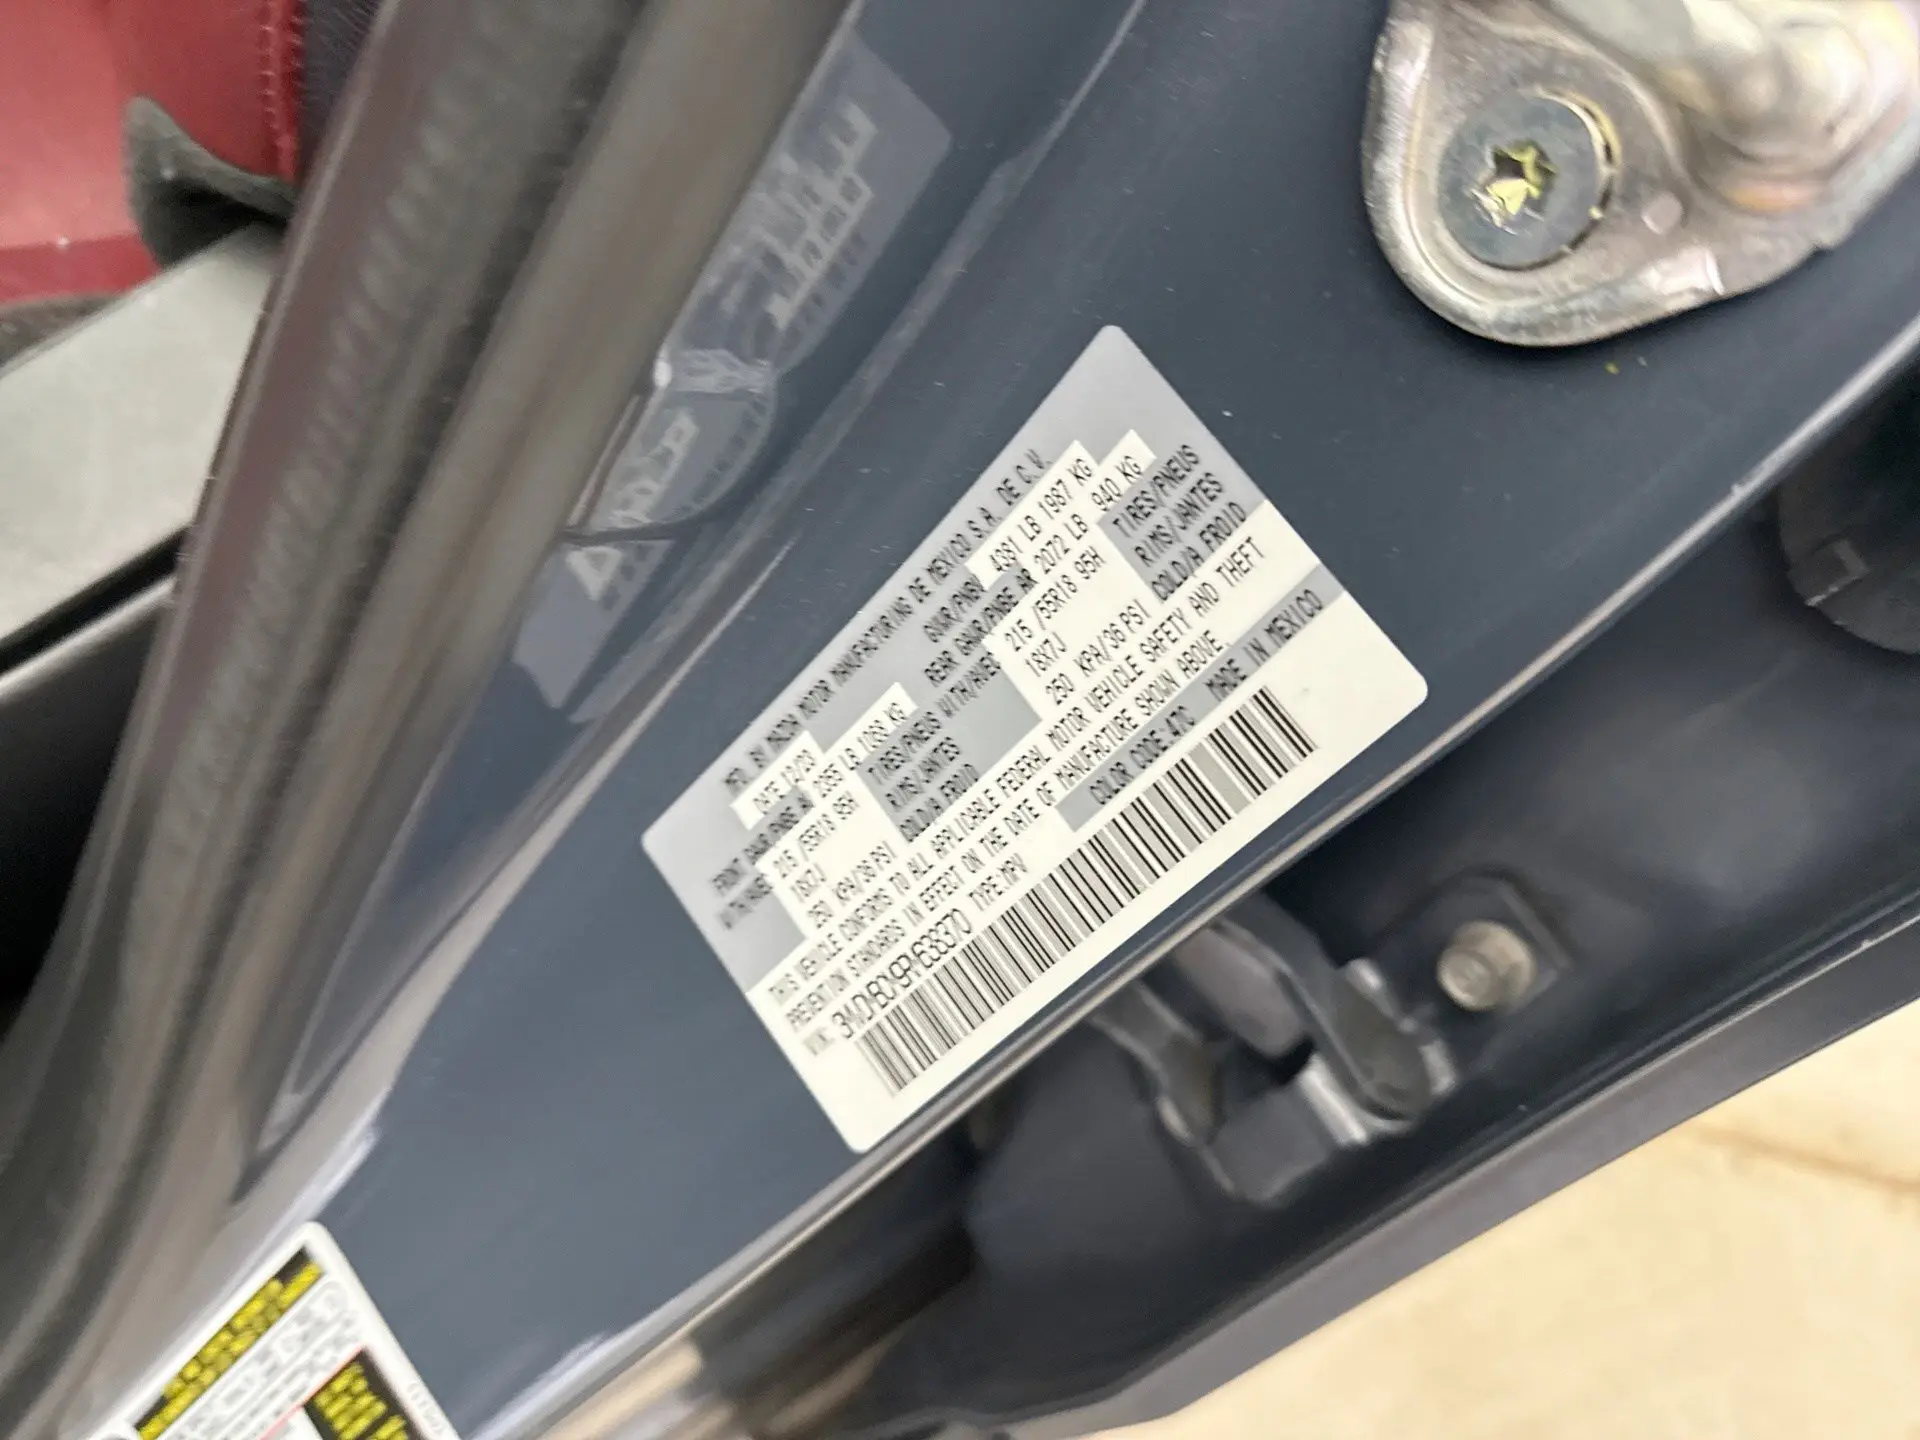 MFD. BY MAZDA MOTOR MANUFACTURING DE MEXICO S.A. DE C.V.
DATE 12/23 GVWR/PNBV 4381 LB 1987 KG
FRONT GAWR/PNBE AV 2355 LB 1068 KG REAR GAWR/PNBE AR 2072 LB 940 KG
WITH/AVEC 215 /55R18 95H TIRES/PNEUS WITH/AVEC 215 /55R18 95H TIRES/PNEUS
18X7J RIMS/JANTES 18X7J RIMS/JANTES
250 KPA/36 PSI COLD/A FROID 250 KPA/36 PSI COLD/A FROID
THIS VEHICLE CONFORMS TO ALL APPLICABLE FEDERAL MOTOR VEHICLE SAFETY AND THEFT
PREVENTION STANDARDS IN EFFECT ON THE DATE OF MANUFACTURE SHOWN ABOVE.
VIN: TYPE:MPV COLOR CODE:47C MADE IN MEXICO